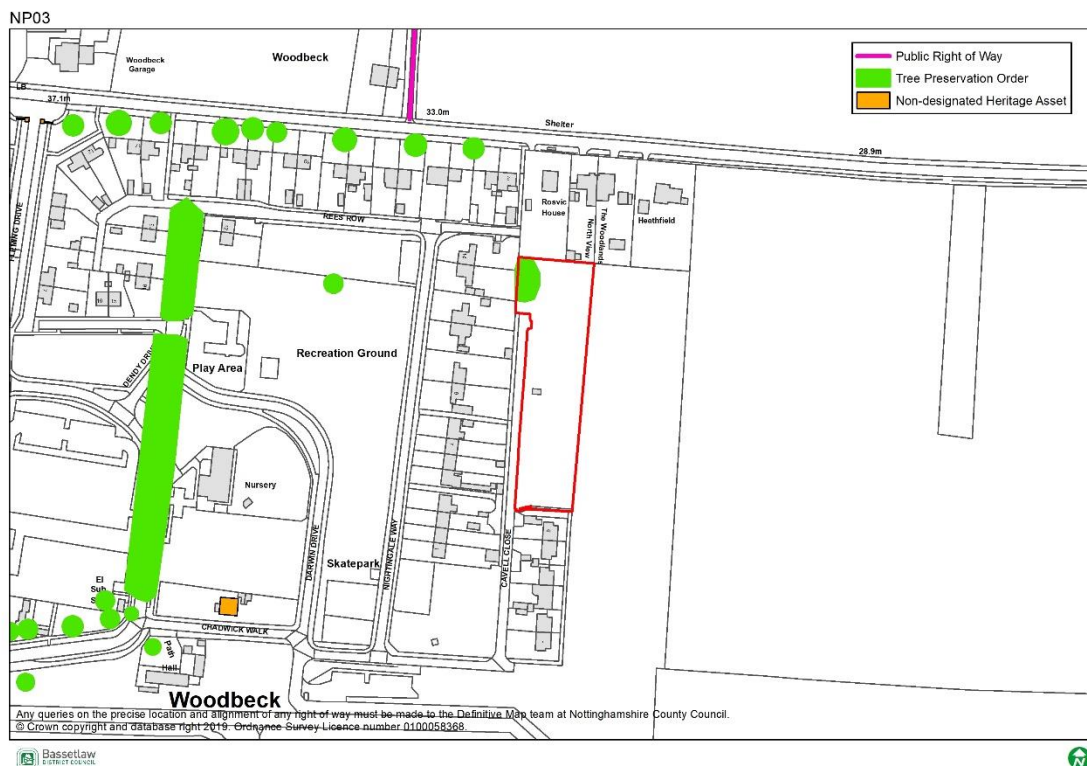 NP03
Woodbeck
Garage
Woodbeck
Public Right of Way
Tree Preservation Order
Non-designated Heritage Asset
LB
37.1m
33.0m
Shelter
28.9m
Rosvic
House
The Woodlands
North View
Heethfield
REES ROW
FLEMING DRIVE
Recreation Ground
Play Area
DENDY DRIVE
Nursery
DARWIN DRIVE
NIGHTINGALE WAY
CAVELL CLOSE
Skatepark
El
Sub
CHADWICK WALK
Path
Hall
Woodbeck
Any queries on the precise location and alignment of any right of way must be made to the Definitive Map team at Nottinghamshire County Council.
© Crown copyright and database right 2019. Ordnance Survey Licence number 0100058368.
Bassetlaw
DISTRICT COUNCIL
N